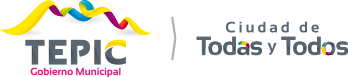 TEPIC
Gobierno Municipal
Ciudad de
Todas y Todos